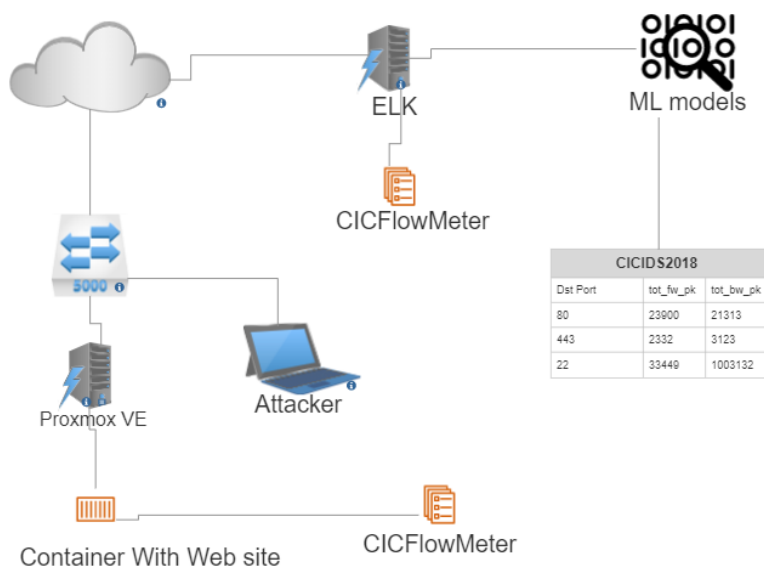 ELK
ML models
CICFlowMeter
CICIDS2018
Dst Port tot_fw_pk tot_bw_pk
80 23900 21313
443 2332 3123
22 33449 1003132
5000
Attacker
Proxmox VE
Container With Web site
CICFlowMeter